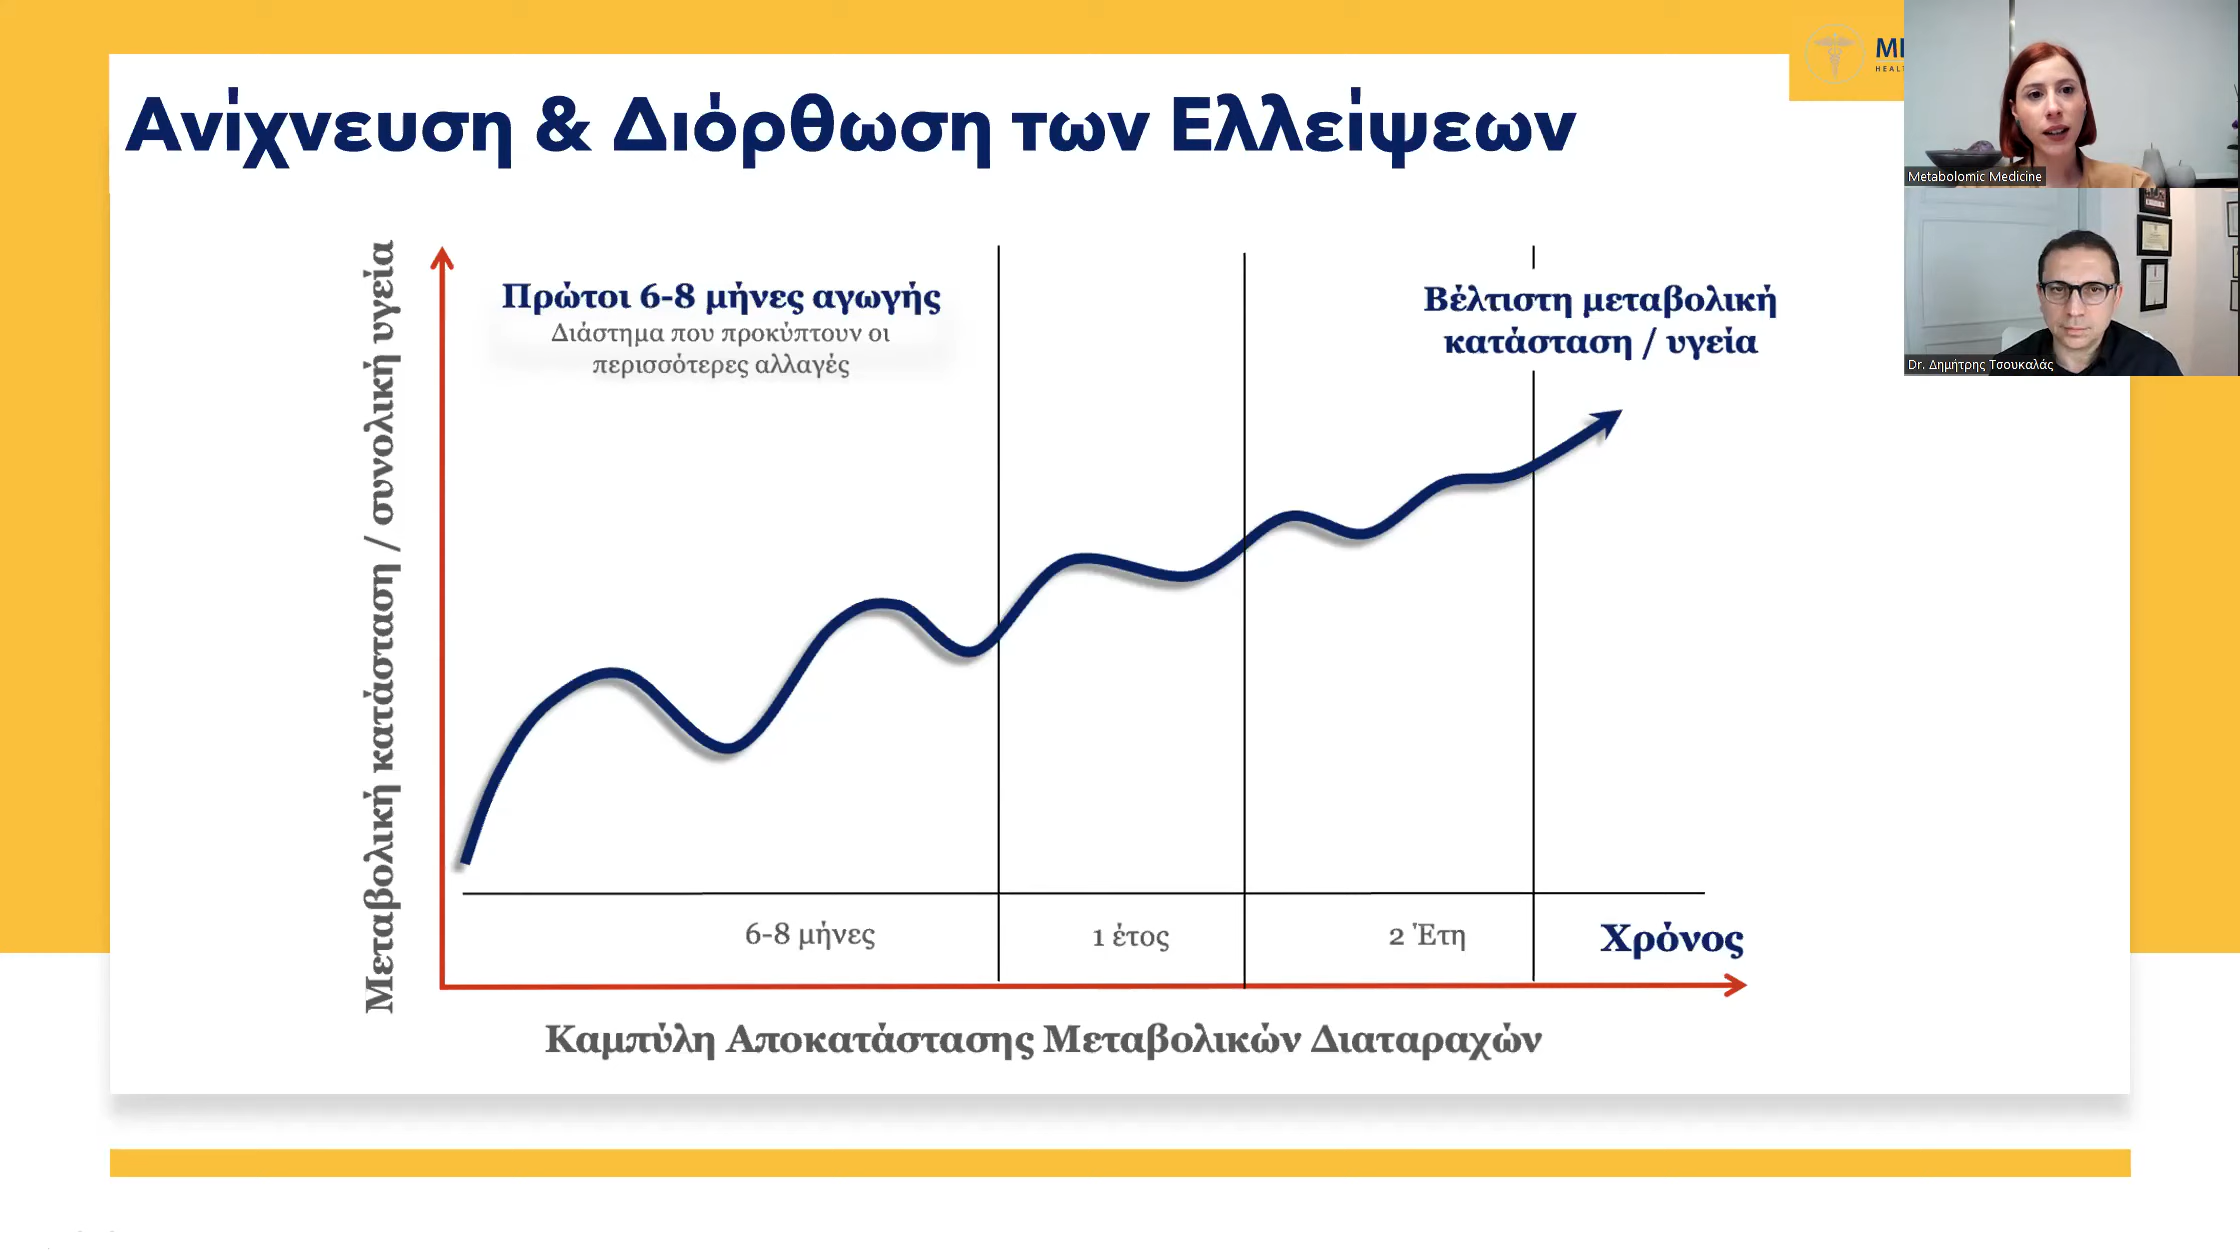 Ανίχνευση & Διόρθωση των Ελλείψεων
Μεταβολική κατάσταση / συνολική υγεία
Πρώτοι 6-8 μήνες αγωγής
Διάστημα που προκύπτουν οι
περισσότερες αλλαγές
Βέλτιστη μεταβολική
κατάσταση / υγεία
6-8 μήνες
1 έτος
2 Έτη
Χρόνος
Καμπύλη Αποκατάστασης Μεταβολικών Διαταραχών
Metabolomic Medicine
Dr. Δημήτρης Τσουκαλάς